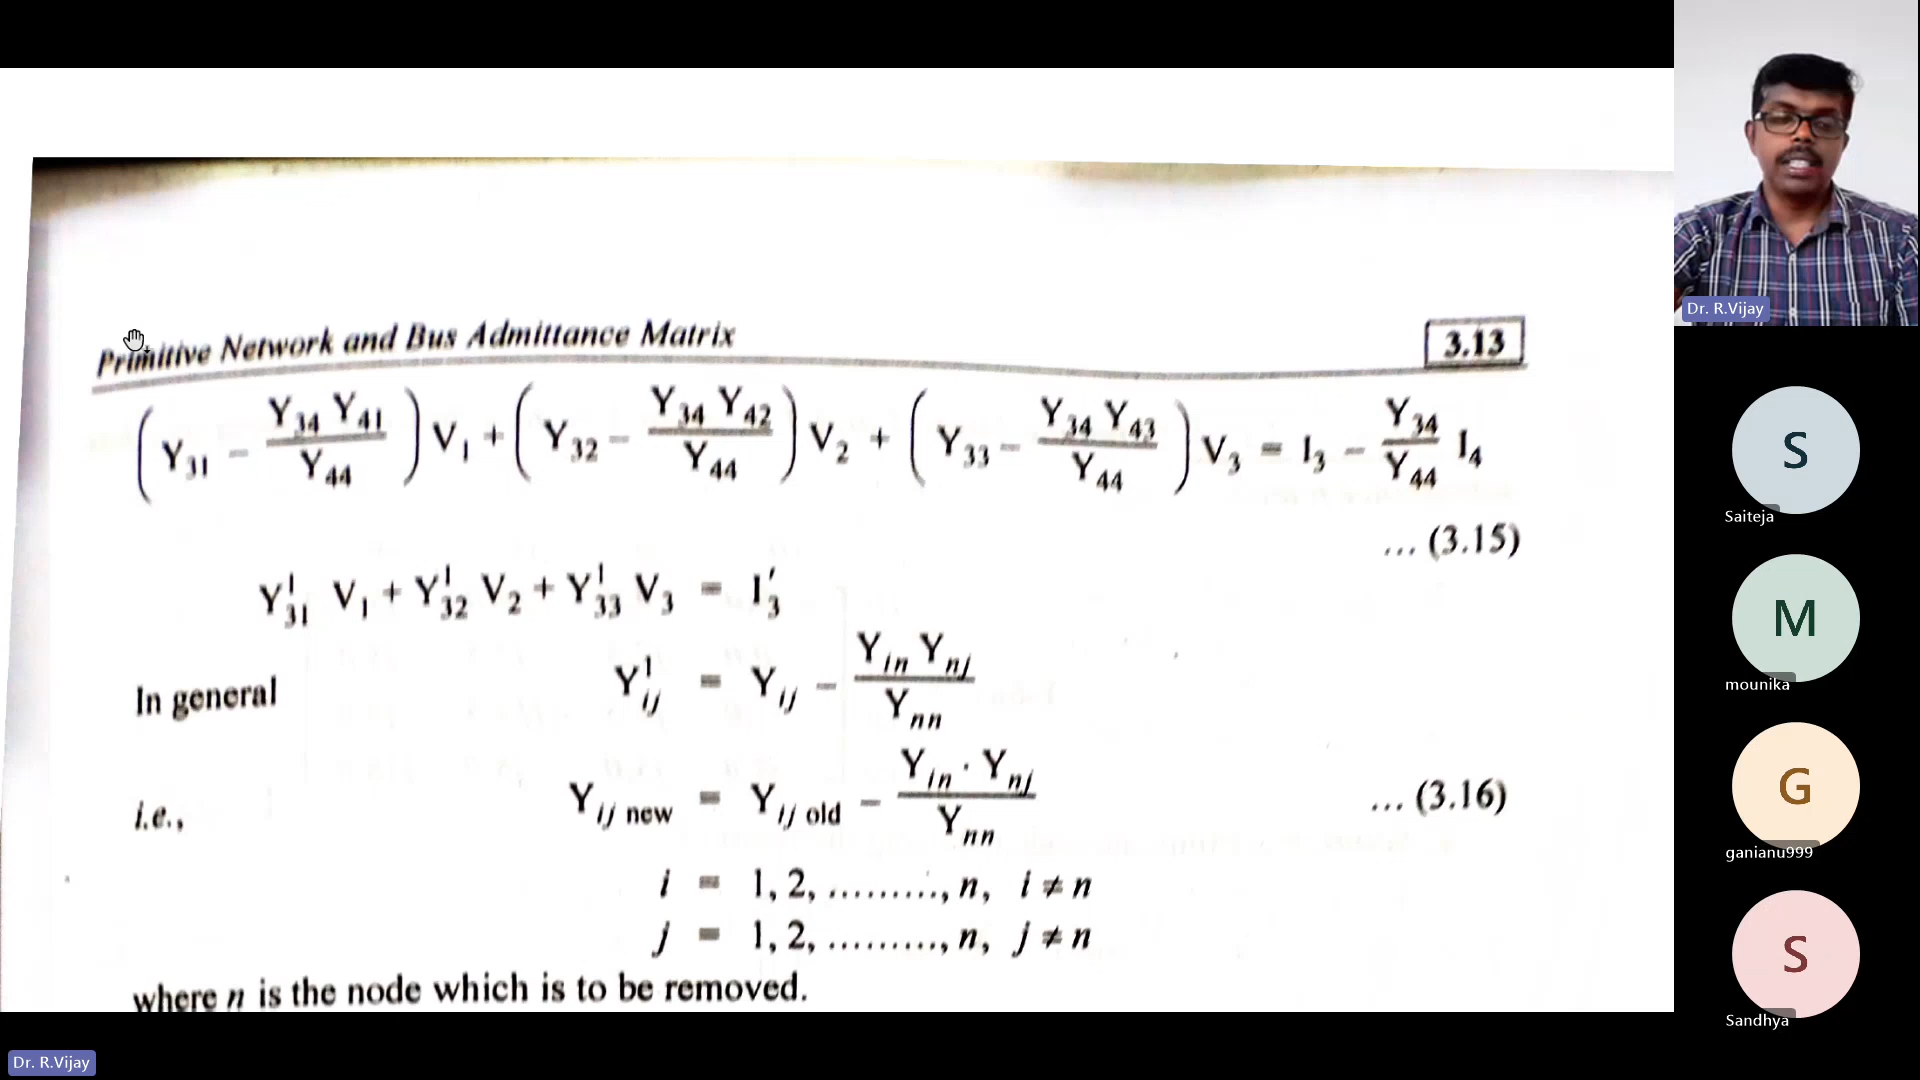 Primitive Network and Bus Admittance Matrix 3.13
(Y31 − Y34 Y41 / Y44) V1 + (Y32 − Y34 Y42 / Y44) V2 + (Y33 − Y34 Y43 / Y44) V3 = I3 − Y34 / Y44 I4
... (3.15)
Y¹31 V1 + Y¹32 V2 + Y¹33 V3 = I′3
In general Y¹ij = Yij − Yin Ynj / Ynn
i.e., Yij new = Yij old − Yin · Ynj / Ynn ... (3.16)
i = 1, 2, ........., n, i ≠ n
j = 1, 2, ........., n, j ≠ n
where n is the node which is to be removed.
Dr. R.Vijay
Dr. R.Vijay
S
Saiteja
M
mounika
G
ganianu999
S
Sandhya